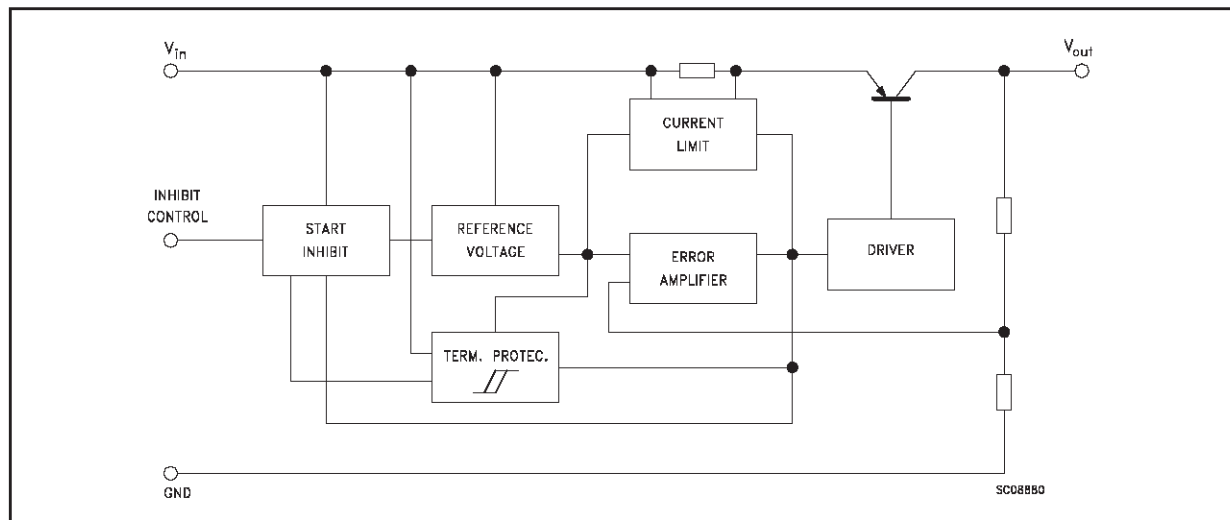 Vin
Vout
CURRENT
LIMIT
INHIBIT
CONTROL
START
INHIBIT
REFERENCE
VOLTAGE
ERROR
AMPLIFIER
DRIVER
TERM. PROTEC.
GND
SC08880